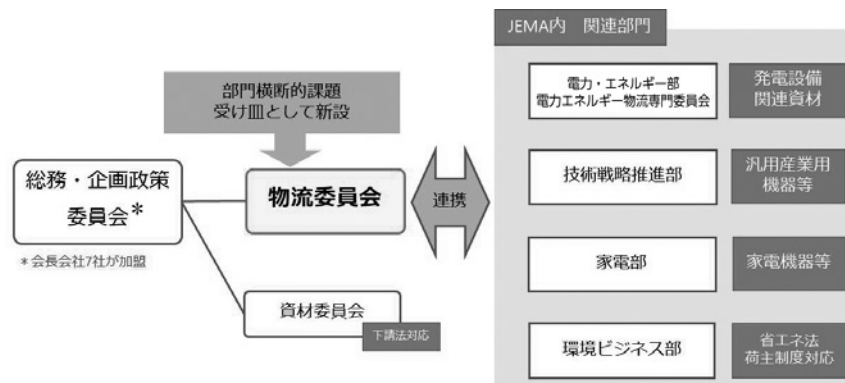 JEMA内 関連部門
部門横断的課題
受け皿として新設
総務・企画政策
委員会*
*会長会社7社が加盟
物流委員会
連携
資材委員会
下請法対応
電力・エネルギー部
電力エネルギー物流専門委員会
発電設備
関連資材
技術戦略推進部
汎用産業用
機器等
家電部
家電機器等
環境ビジネス部
省エネ法
荷主制度対応